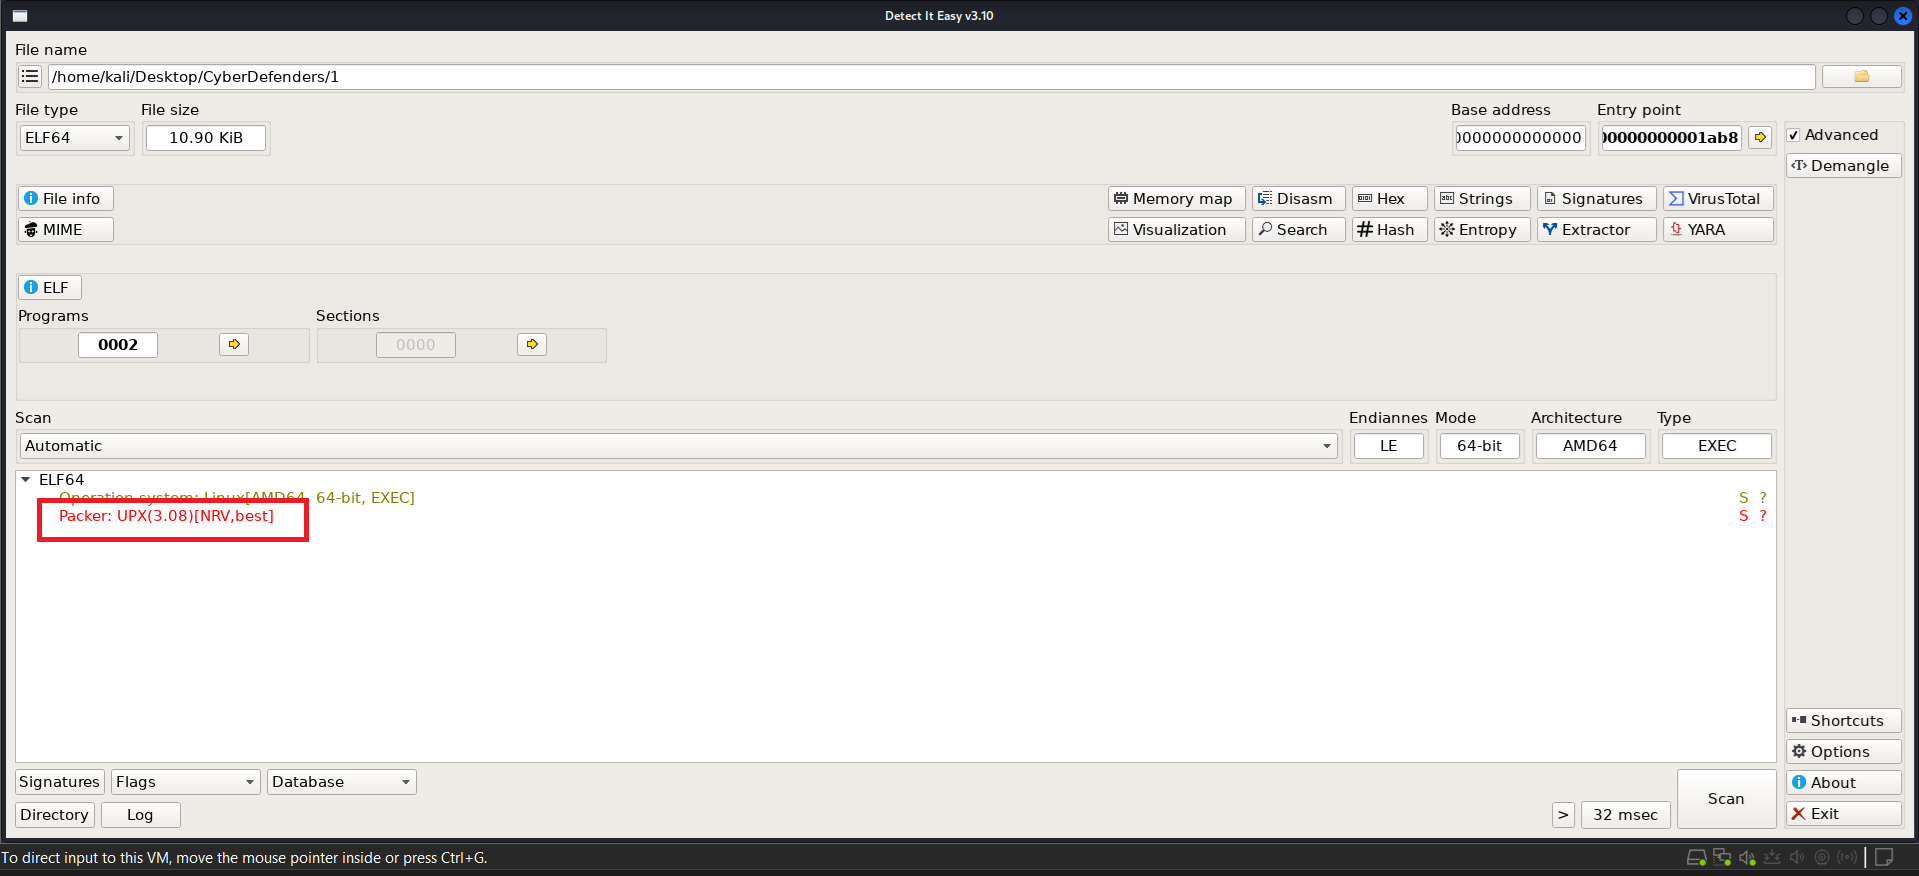 Detect It Easy v3.10
File name
/home/kali/Desktop/CyberDefenders/1
File type
File size
Base address
Entry point
ELF64
10.90 KiB
000000000000
00000000001ab8
Advanced
Demangle
File info
Memory map
Disasm
Hex
Strings
Signatures
VirusTotal
MIME
Visualization
Search
Hash
Entropy
Extractor
YARA
ELF
Programs
Sections
0002
0000
Scan
Endiannes
Mode
Architecture
Type
Automatic
LE
64-bit
AMD64
EXEC
ELF64
Operation system: Linux[AMD64, 64-bit, EXEC]
S ?
Packer: UPX(3.08)[NRV,best]
S ?
Shortcuts
Options
Signatures
Flags
Database
Scan
About
Directory
Log
>
32 msec
Exit
To direct input to this VM, move the mouse pointer inside or press Ctrl+G.